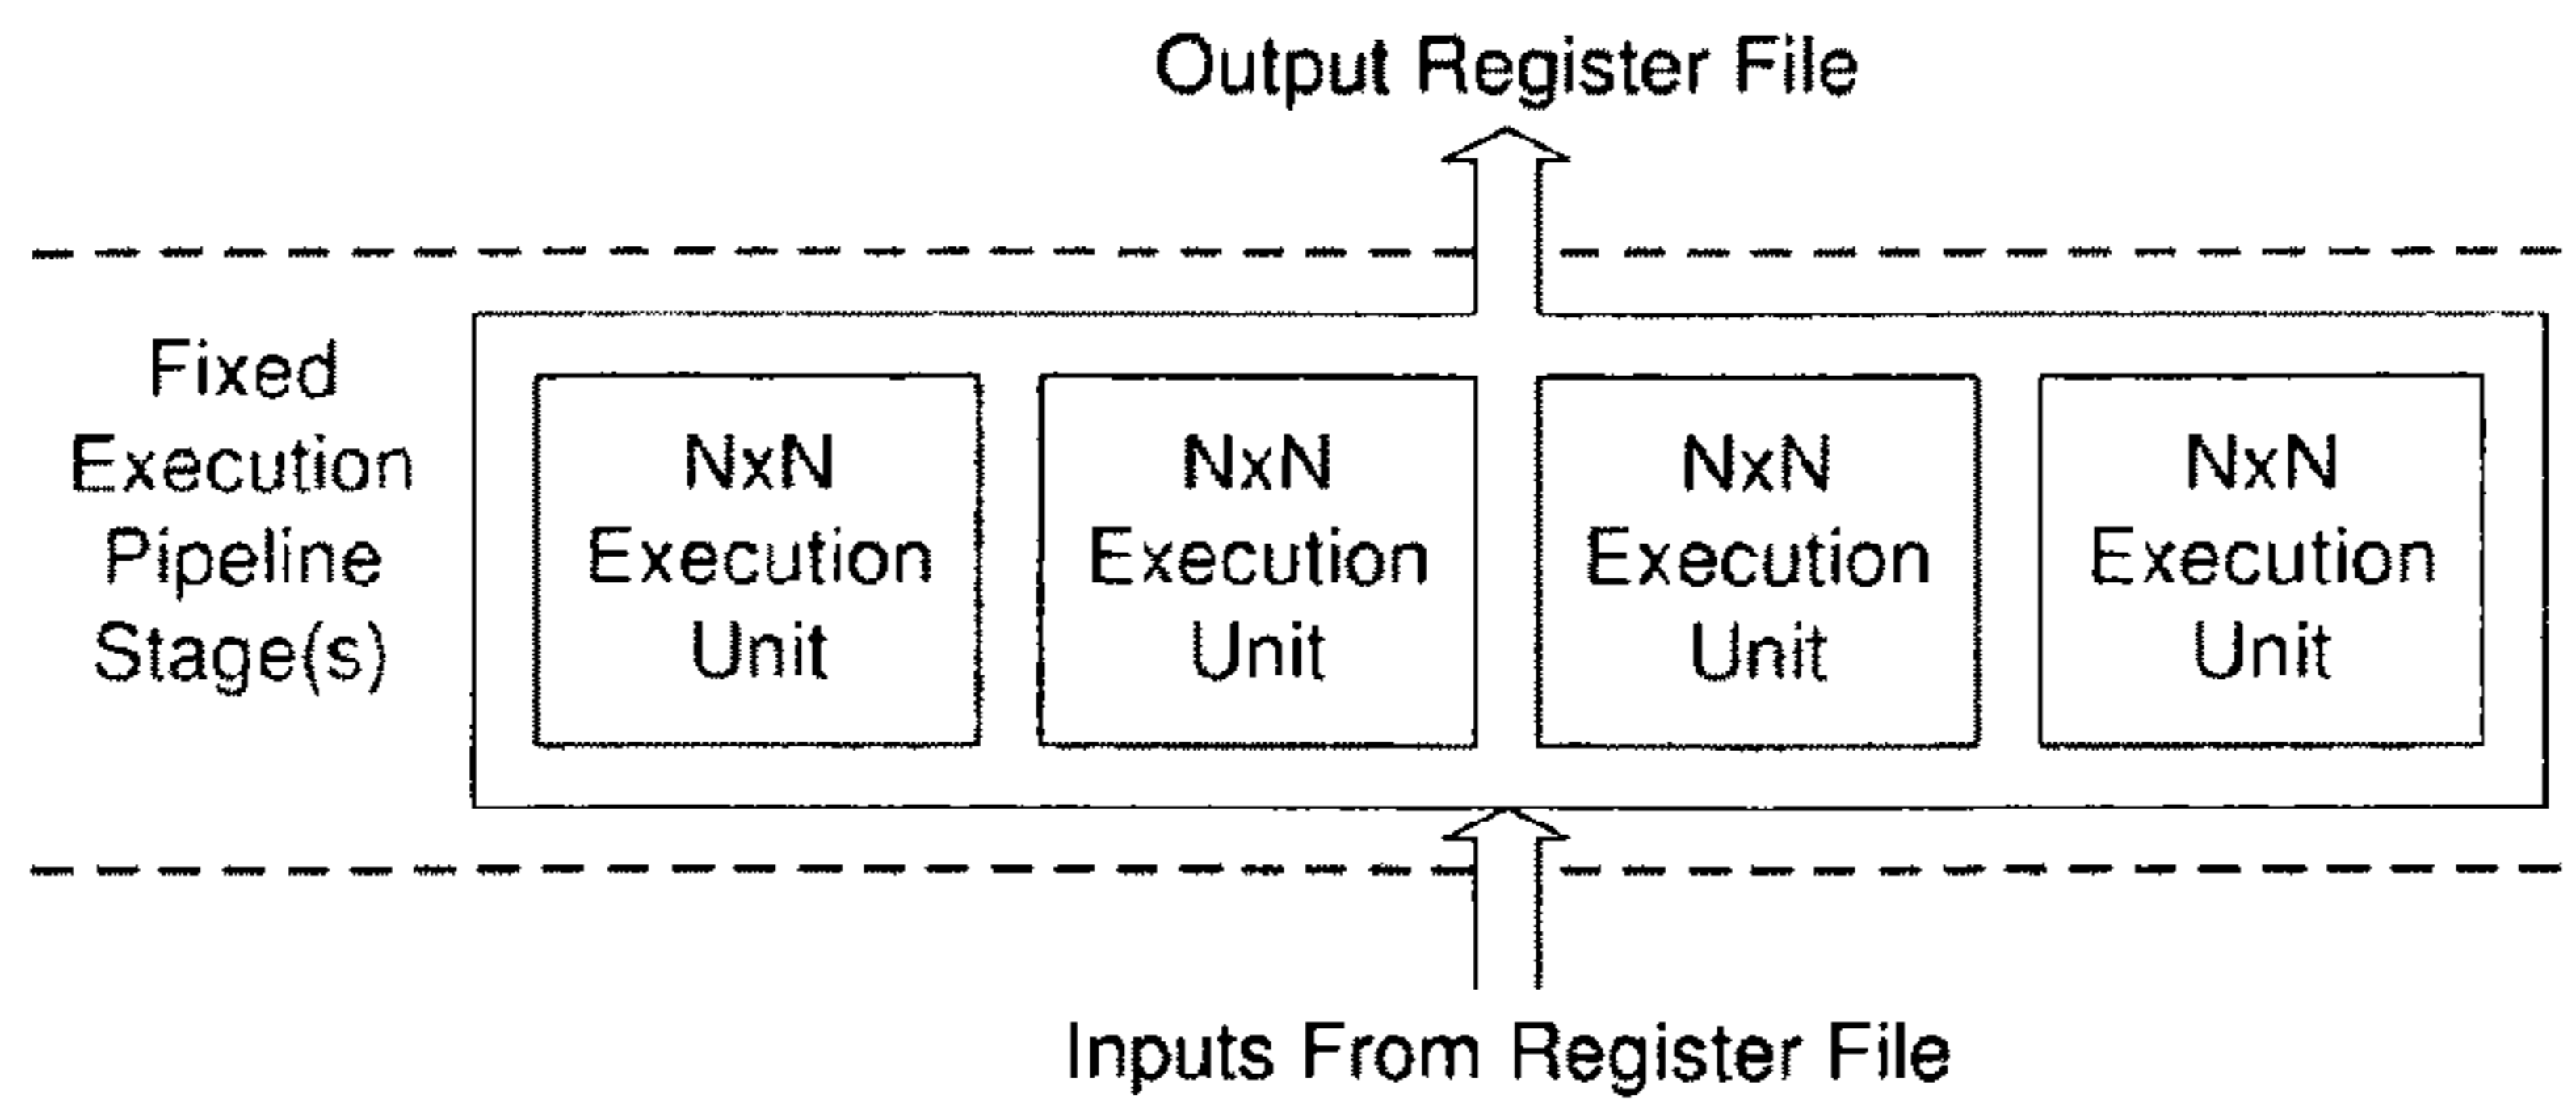 Output Register File
Fixed
Execution
Pipeline
Stage(s)
NxN
Execution
Unit
NxN
Execution
Unit
NxN
Execution
Unit
NxN
Execution
Unit
Inputs From Register File